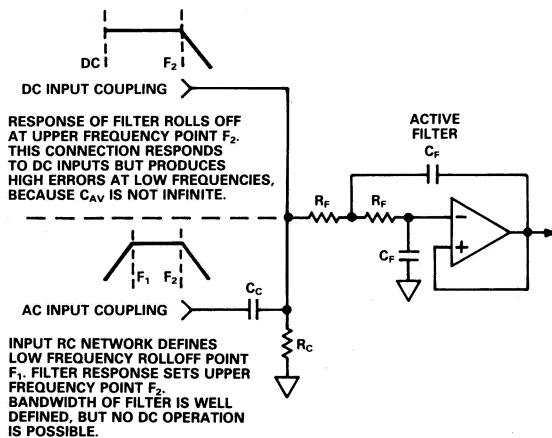 DC
F2
DC INPUT COUPLING
RESPONSE OF FILTER ROLLS OFF
AT UPPER FREQUENCY POINT F2.
THIS CONNECTION RESPONDS
TO DC INPUTS BUT PRODUCES
HIGH ERRORS AT LOW FREQUENCIES,
BECAUSE CAV IS NOT INFINITE.
ACTIVE
FILTER
CF
RF
RF
−
+
CF
F1
F2
CC
AC INPUT COUPLING
RC
INPUT RC NETWORK DEFINES
LOW FREQUENCY ROLLOFF POINT
F1. FILTER RESPONSE SETS UPPER
FREQUENCY POINT F2.
BANDWIDTH OF FILTER IS WELL
DEFINED, BUT NO DC OPERATION
IS POSSIBLE.